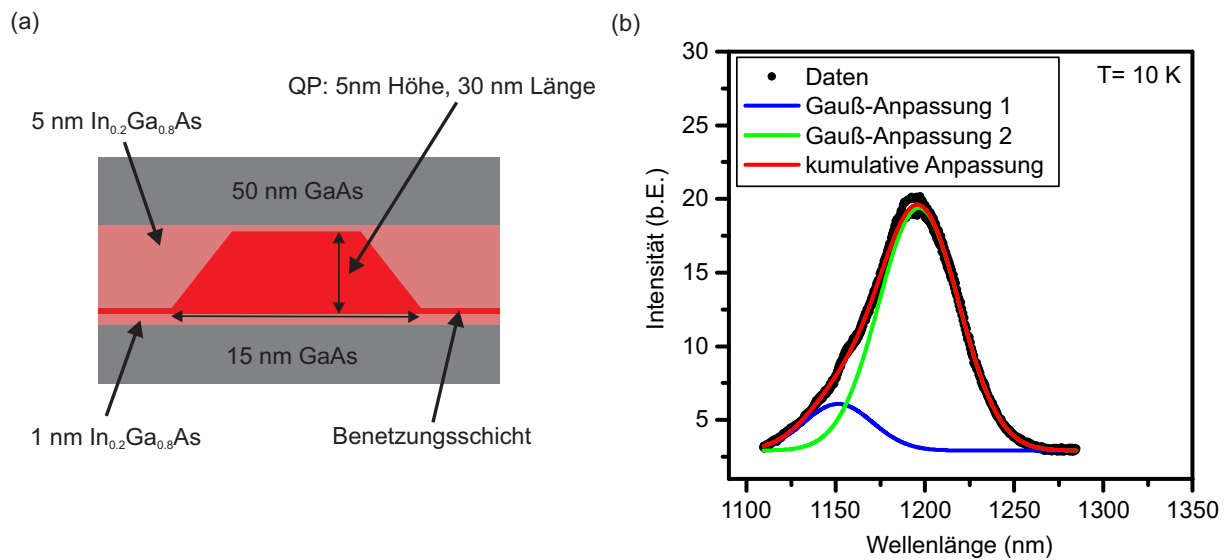 (a)
QP: 5nm Höhe, 30 nm Länge
5 nm In0.2Ga0.8As
50 nm GaAs
15 nm GaAs
1 nm In0.2Ga0.8As
Benetzungsschicht
(b)
30
25
20
15
10
5
Intensität (b.E.)
Daten
Gauß-Anpassung 1
Gauß-Anpassung 2
kumulative Anpassung
T= 10 K
1100
1150
1200
1250
1300
1350
Wellenlänge (nm)